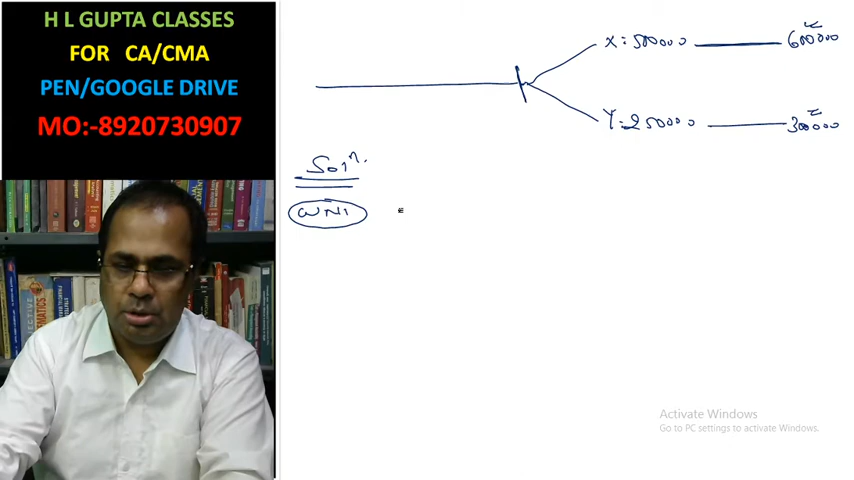 H L GUPTA CLASSES
FOR CA/CMA
PEN/GOOGLE DRIVE
MO:-8920730907
X:500000 600000
Y:250000 300000
Solⁿ.
WN1
=
Activate Windows
Go to PC settings to activate Windows.